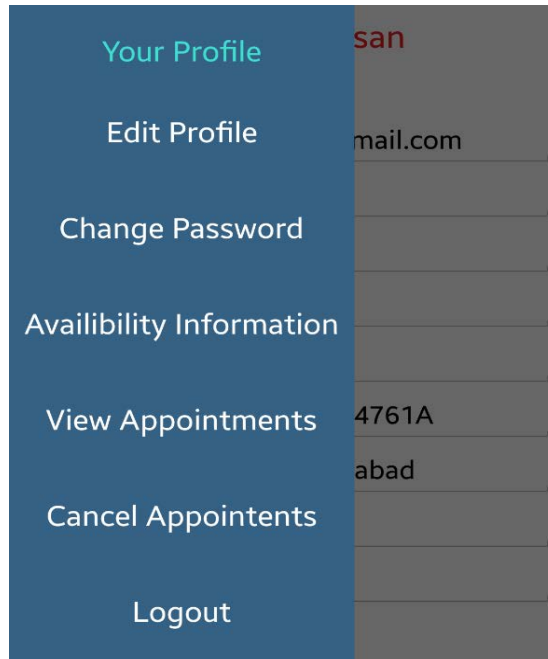 Your Profile
san
Edit Profile
mail.com
Change Password
Availibility Information
View Appointments
4761A
abad
Cancel Appointents
Logout